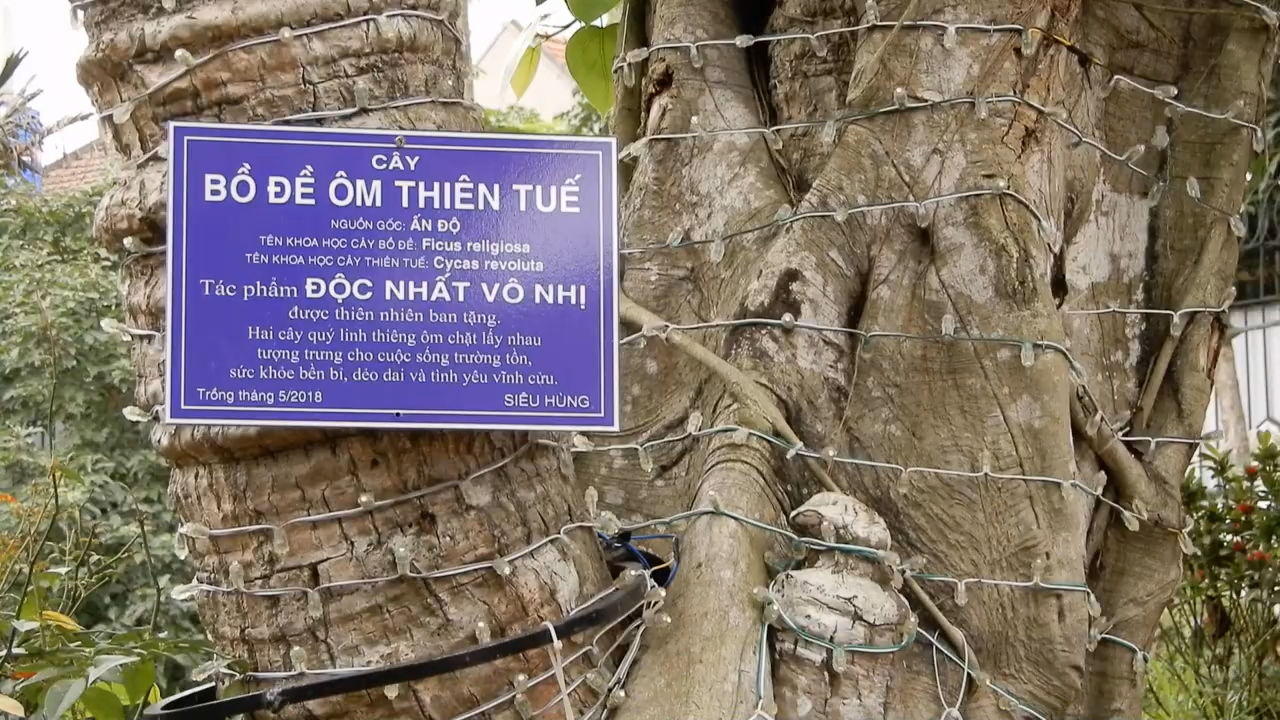 CÂY
BỒ ĐỀ ÔM THIÊN TUẾ
NGUỒN GỐC: ẤN ĐỘ
TÊN KHOA HỌC CÂY BỒ ĐỀ: Ficus religiosa
TÊN KHOA HỌC CÂY THIÊN TUẾ: Cycas revoluta
Tác phẩm ĐỘC NHẤT VÔ NHỊ
được thiên nhiên ban tặng.
Hai cây quý linh thiêng ôm chặt lấy nhau
tượng trưng cho cuộc sống trường tồn,
sức khỏe bền bỉ, dẻo dai và tình yêu vĩnh cửu.
Trồng tháng 5/2018 SIÊU HÙNG